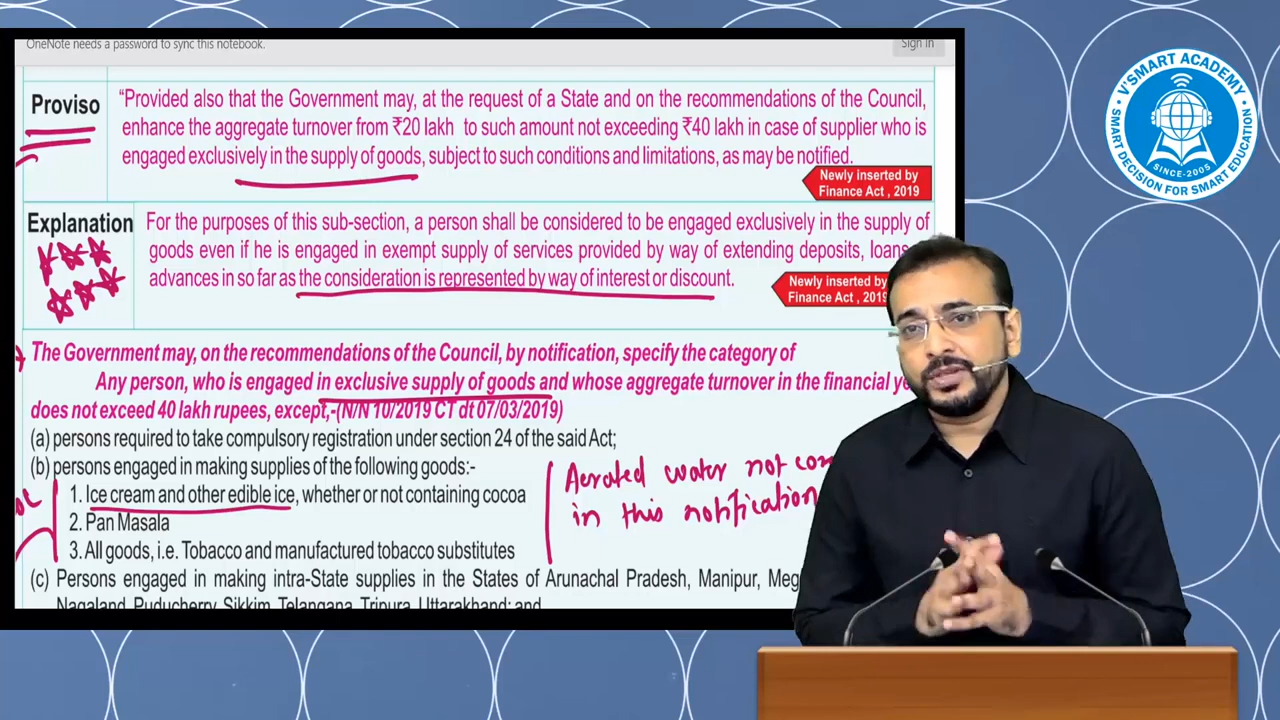 OneNote needs a password to sync this notebook.
Sign in
Proviso
“Provided also that the Government may, at the request of a State and on the recommendations of the Council,
enhance the aggregate turnover from ₹20 lakh to such amount not exceeding ₹40 lakh in case of supplier who is
engaged exclusively in the supply of goods, subject to such conditions and limitations, as may be notified.
Newly inserted by
Finance Act , 2019
Explanation
For the purposes of this sub-section, a person shall be considered to be engaged exclusively in the supply of
goods even if he is engaged in exempt supply of services provided by way of extending deposits, loans
advances in so far as the consideration is represented by way of interest or discount.
Newly inserted by
Finance Act , 2019
The Government may, on the recommendations of the Council, by notification, specify the category of
Any person, who is engaged in exclusive supply of goods and whose aggregate turnover in the financial
does not exceed 40 lakh rupees, except,-(N/N 10/2019 CT dt 07/03/2019)
(a) persons required to take compulsory registration under section 24 of the said Act;
(b) persons engaged in making supplies of the following goods:-
1. Ice cream and other edible ice, whether or not containing cocoa
2. Pan Masala
3. All goods, i.e. Tobacco and manufactured tobacco substitutes
Aerated water not
in this notification
(c) Persons engaged in making intra-State supplies in the States of Arunachal Pradesh, Manipur,
Nagaland, Puducherry, Sikkim, Telangana, Tripura, Uttarakhand; and
V'SMART ACADEMY
SINCE-2005
SMART DECISION FOR SMART EDUCATION